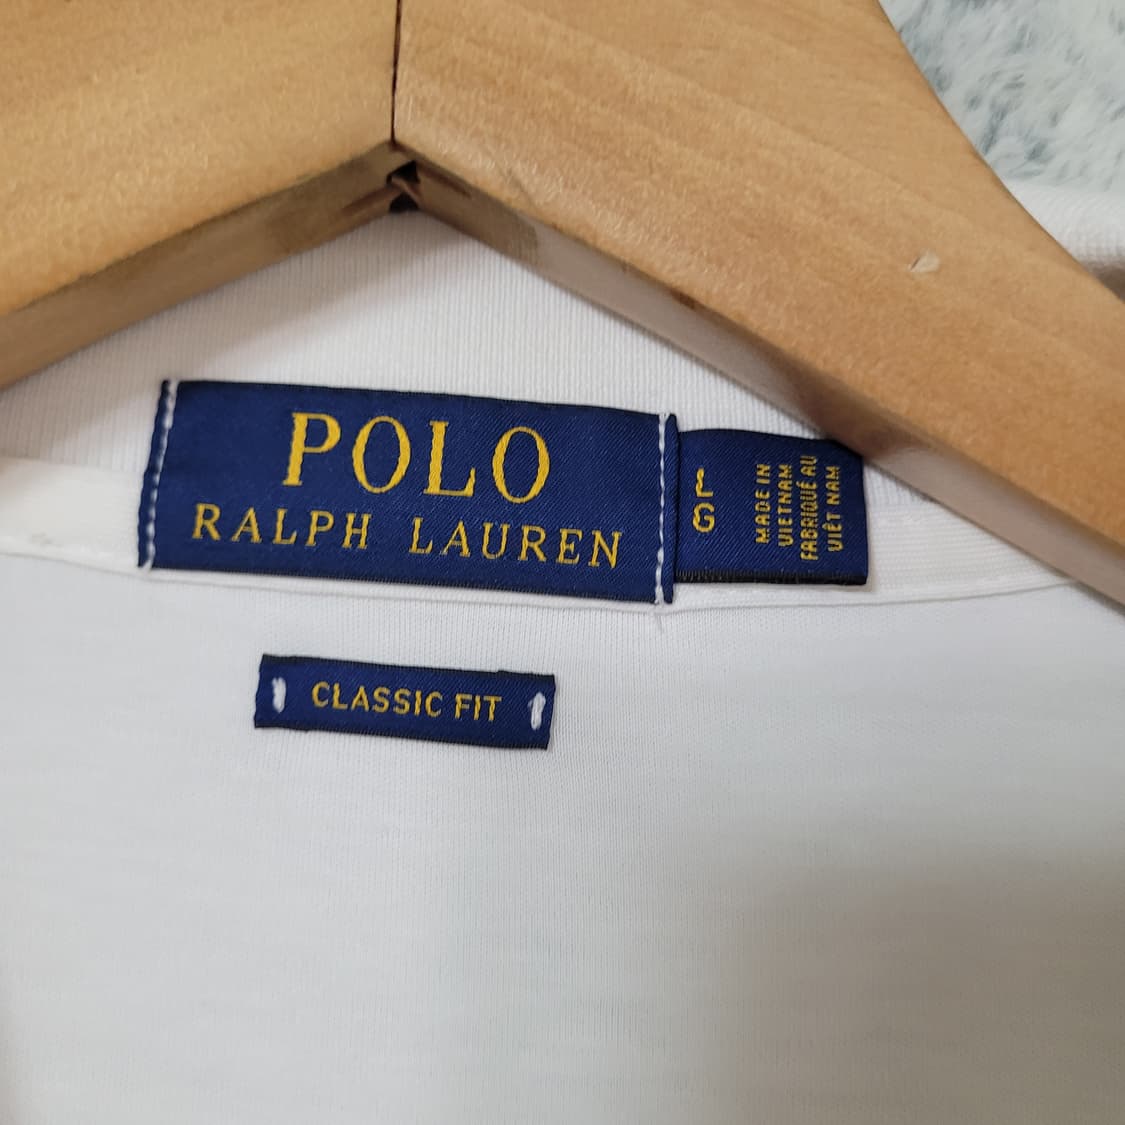 POLO
RALPH LAUREN
L
G
MADE IN
VIETNAM
FABRIQUÉ AU
VIÊT NAM
CLASSIC FIT